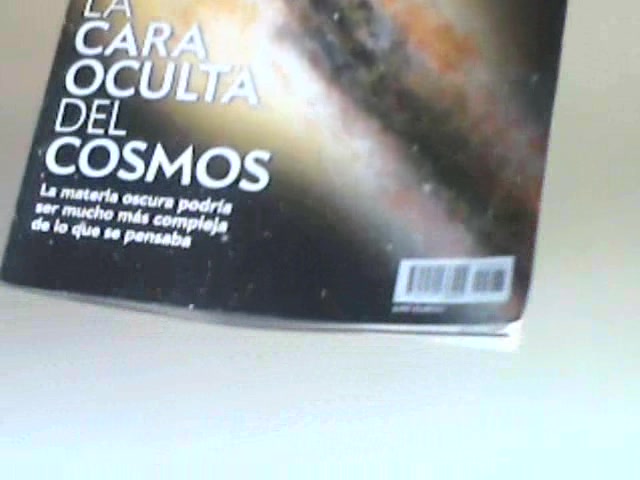 LA
CARA
OCULTA
DEL
COSMOS
La materia oscura podría
ser mucho más compleja
de lo que se pensaba